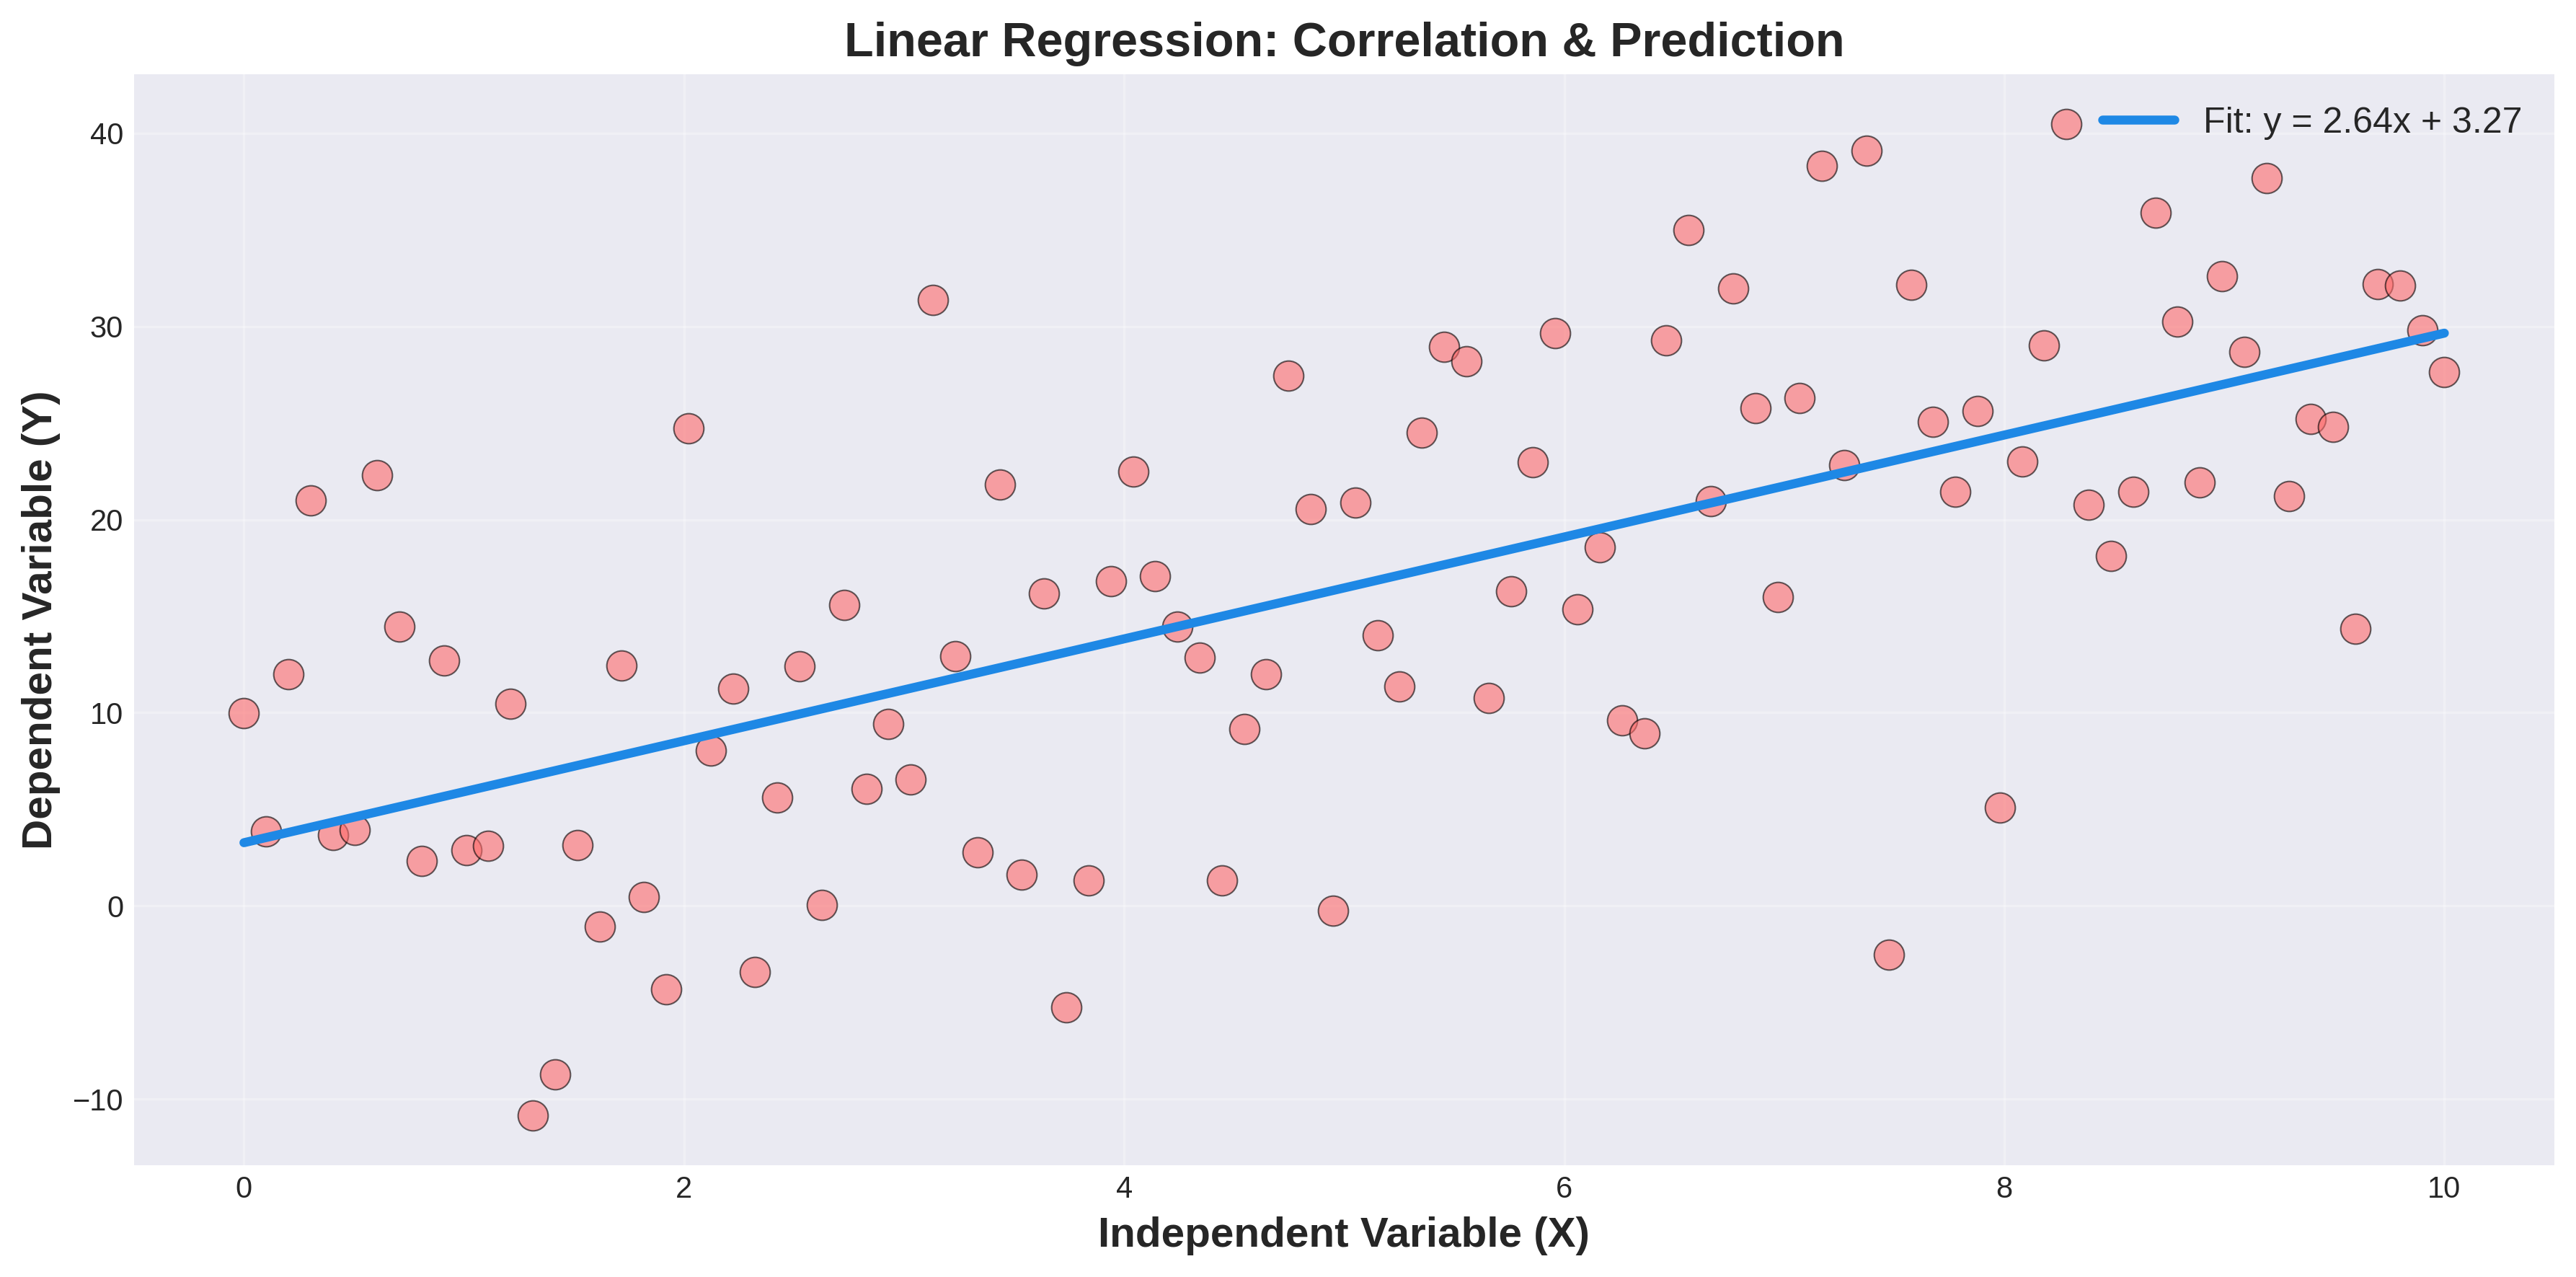 Linear Regression: Correlation & Prediction
Fit: y = 2.64x + 3.27
Dependent Variable (Y)
40
30
20
10
0
−10
0 2 4 6 8 10
Independent Variable (X)